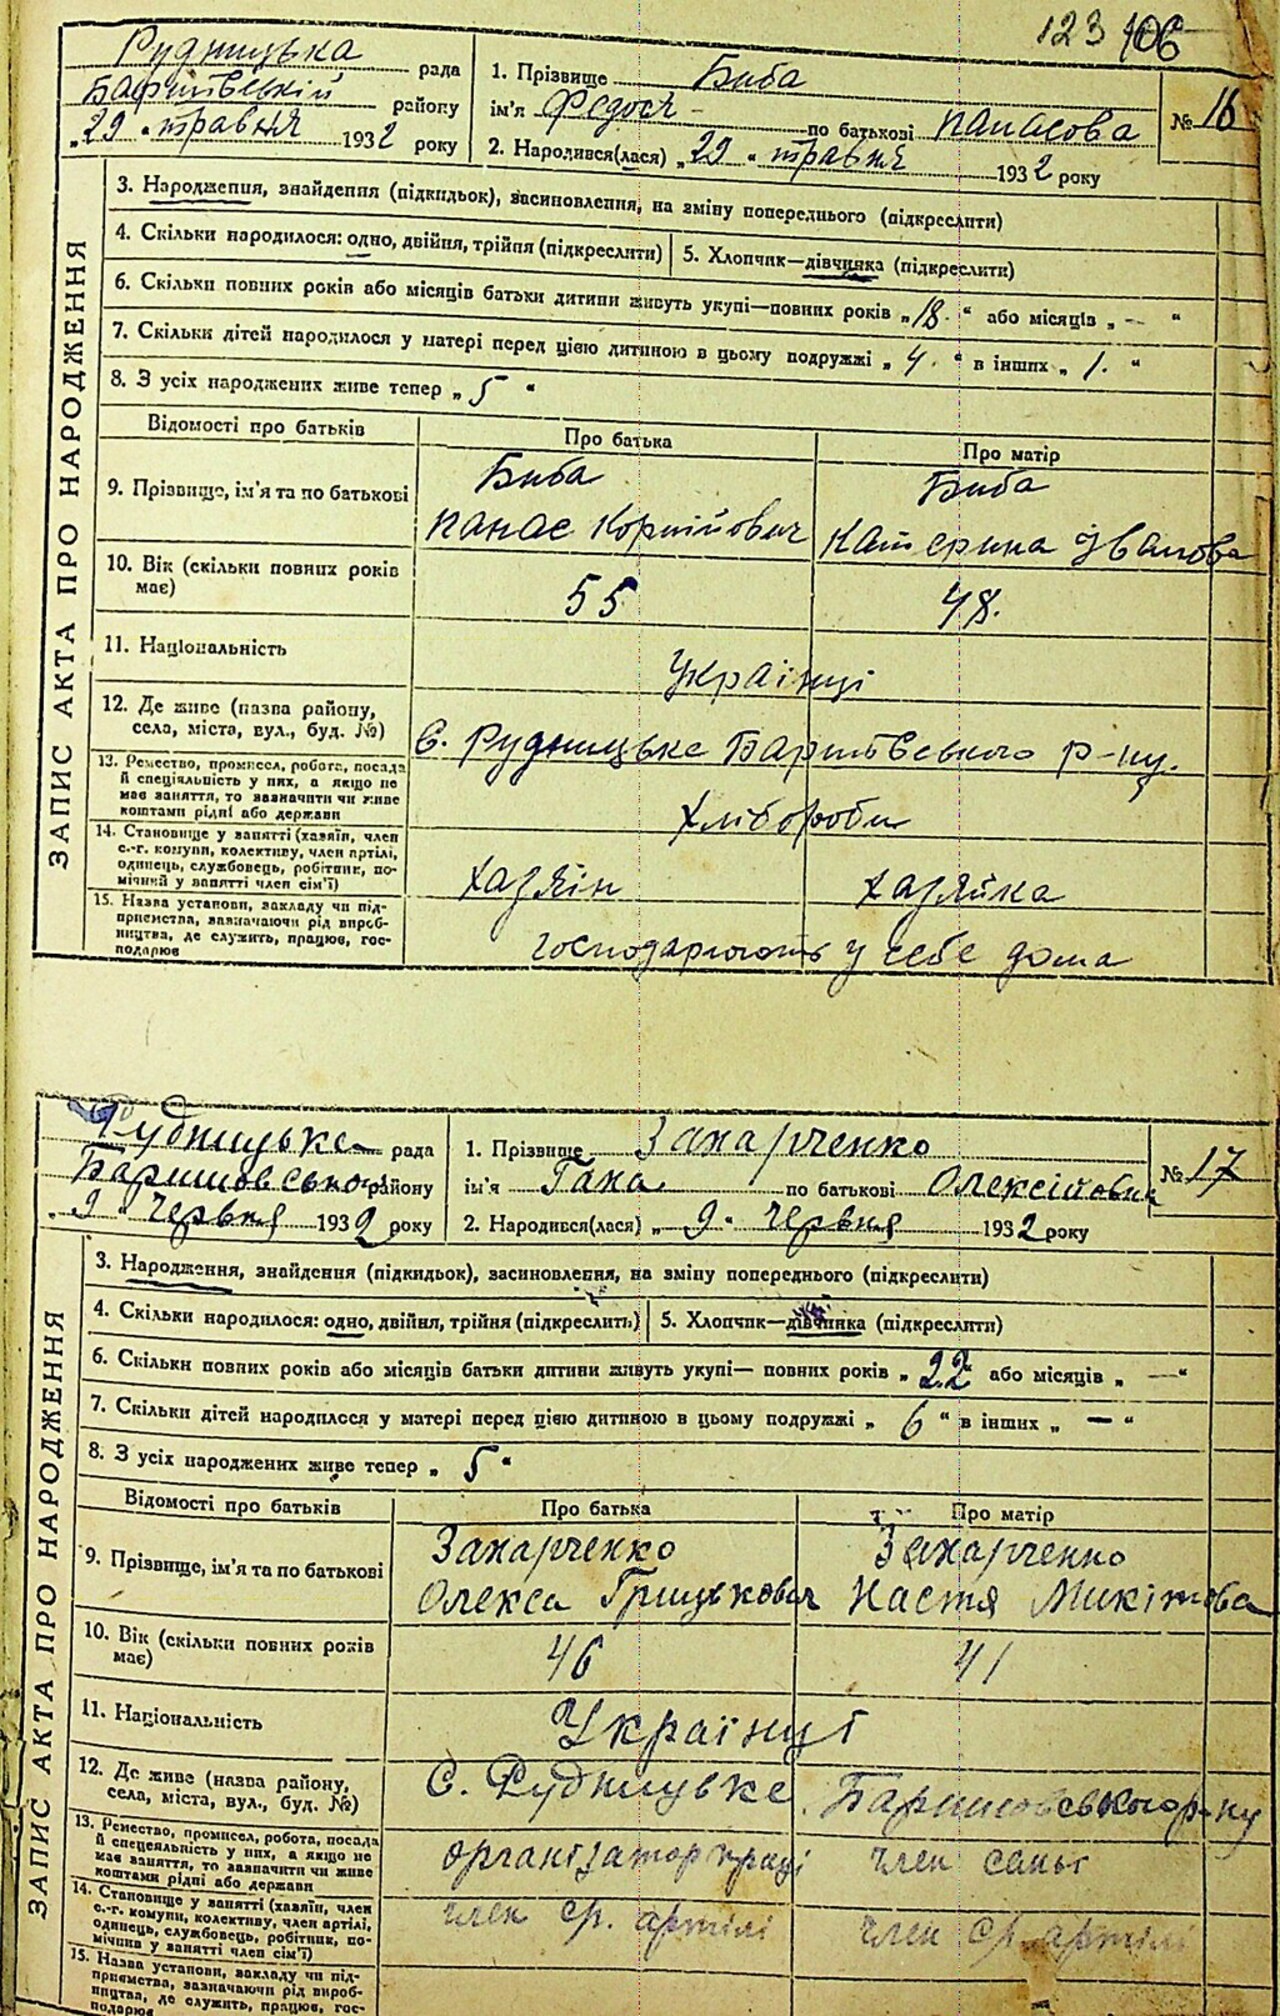 123 106
Рудницька рада
Баришівський району
„29 " травня 1932 року
1. Прізвище Биба
ім'я Федося по батькові Панасова
2. Народився(лася) „29 " травня 1932 року
№ 16
ЗАПИС АКТА ПРО НАРОДЖЕННЯ
3. Народження, знайдення (підкидьок), засиновлення, на зміну попереднього (підкреслити)
4. Скільки народилося: одно, двійня, трійня (підкреслити)
5. Хлопчик—дівчинка (підкреслити)
6. Скільки повних років або місяців батьки дитини живуть укупі—повних років „18. " або місяців „ — "
7. Скільки дітей народилося у матері перед цією дитиною в цьому подружжі „ 4. " в інших „ 1. "
8. З усіх народжених живе тепер „ 5 "
Відомості про батьків
Про батька
Про матір
9. Прізвище, ім'я та по батькові
Биба
Панас Корнійович
Биба
Катерина Іванова
10. Вік (скільки повних років має)
55
48.
11. Національність
Українці
12. Де живе (назва району, села, міста, вул., буд. №)
С. Рудницьке Баришівського р-ну.
13. Ремество, промисел, робота, посада й спеціяльність у них, а якщо не має заняття, то зазначити чи живе коштами рідні або держави
Хлібороби
14. Становище у занятті (хазяїн, член с.-г. комуни, колективу, член артілі, одинець, службовець, робітник, помічний у занятті член сім'ї)
Хазяїн
Хазяйка
15. Назва установи, закладу чи підприємства, зазначаючи рід виробництва, де служить, працює, господарює
господарюють у себе дома
Рудницьке рада
Баришовського району
„ 9 " Червня 1932 року
1. Прізвище Захарченко
ім'я Гана по батькові Олексіївна
2. Народився(лася) „ 9 " Червня 1932 року
№ 17
ЗАПИС АКТА ПРО НАРОДЖЕННЯ
3. Народження, знайдення (підкидьок), засиновлення, на зміну попереднього (підкреслити)
4. Скільки народилося: одно, двійня, трійня (підкреслить)
5. Хлопчик—дівчинка (підкреслити)
6. Скільки повних років або місяців батьки дитини живуть укупі— повних років „ 22 " або місяців „ — "
7. Скільки дітей народилося у матері перед цією дитиною в цьому подружжі „ 6 " в інших „ — "
8. З усіх народжених живе тепер „ 5 "
Відомості про батьків
Про батька
Про матір
9. Прізвище, ім'я та по батькові
Захарченко
Олекса Грицькович
Захарченко
Настя Микітова
10. Вік (скільки повних років має)
46
41
11. Національність
Українці
12. Де живе (назва району, села, міста, вул., буд. №)
С. Рудницьке Баришовського р-ну
13. Ремество, промисел, робота, посада й спецеяльність у них, а якщо не має заняття, то зазначити чи живе коштами рідні або держави
організатор праці
член саньї
14. Становище у занятті (хазяїн, член с.-г. комуни, колективу, член артілі, одинець, службовець, робітник, помічний у занятті член сім'ї)
член ср. артілі
член ср. артілі
15. Назва установи, закладу чи підприємства, зазначаючи рід виробництва, де служить, працює, господарює